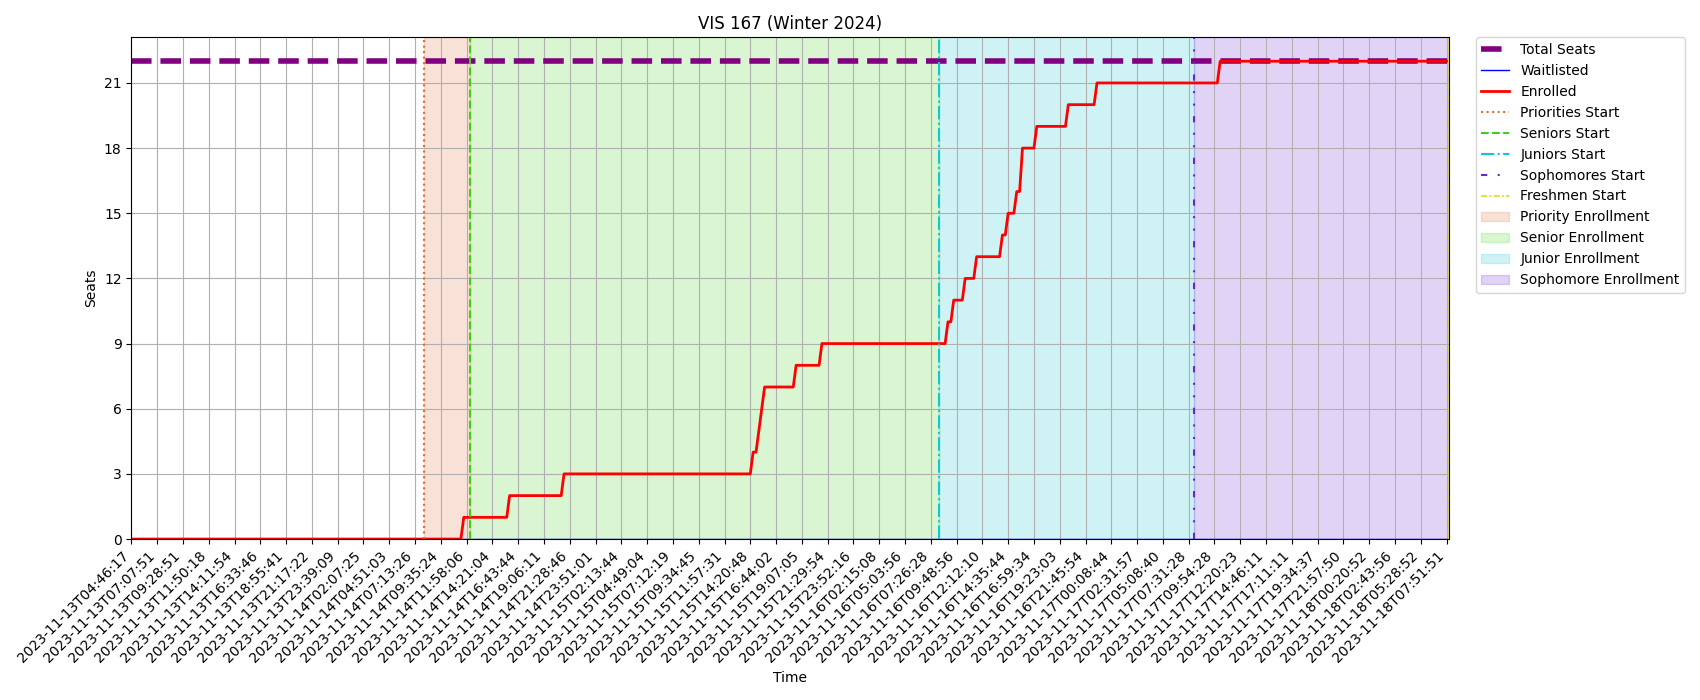 VIS 167 (Winter 2024)
Total Seats
Waitlisted
Enrolled
Priorities Start
Seniors Start
Juniors Start
Sophomores Start
Freshmen Start
Priority Enrollment
Senior Enrollment
Junior Enrollment
Sophomore Enrollment
Seats
21
18
15
12
9
6
3
0
2023-11-13T04:46:17
2023-11-13T07:07:51
2023-11-13T09:28:51
2023-11-13T11:50:18
2023-11-13T14:11:54
2023-11-13T16:33:46
2023-11-13T18:55:41
2023-11-13T21:17:22
2023-11-13T23:39:09
2023-11-14T02:07:25
2023-11-14T04:51:03
2023-11-14T07:13:26
2023-11-14T09:35:24
2023-11-14T11:58:06
2023-11-14T14:21:04
2023-11-14T16:43:44
2023-11-14T19:06:11
2023-11-14T21:28:46
2023-11-14T23:51:01
2023-11-15T02:13:44
2023-11-15T04:49:04
2023-11-15T07:12:19
2023-11-15T09:34:45
2023-11-15T11:57:31
2023-11-15T14:20:48
2023-11-15T16:44:02
2023-11-15T19:07:05
2023-11-15T21:29:54
2023-11-15T23:52:16
2023-11-16T02:15:08
2023-11-16T05:03:56
2023-11-16T07:26:28
2023-11-16T09:48:56
2023-11-16T12:12:10
2023-11-16T14:35:44
2023-11-16T16:59:34
2023-11-16T19:23:03
2023-11-16T21:45:54
2023-11-17T00:08:44
2023-11-17T02:31:57
2023-11-17T05:08:40
2023-11-17T07:31:28
2023-11-17T09:54:28
2023-11-17T12:20:23
2023-11-17T14:46:11
2023-11-17T17:11:11
2023-11-17T19:34:37
2023-11-17T21:57:50
2023-11-18T00:20:52
2023-11-18T02:43:56
2023-11-18T05:28:52
2023-11-18T07:51:51
Time